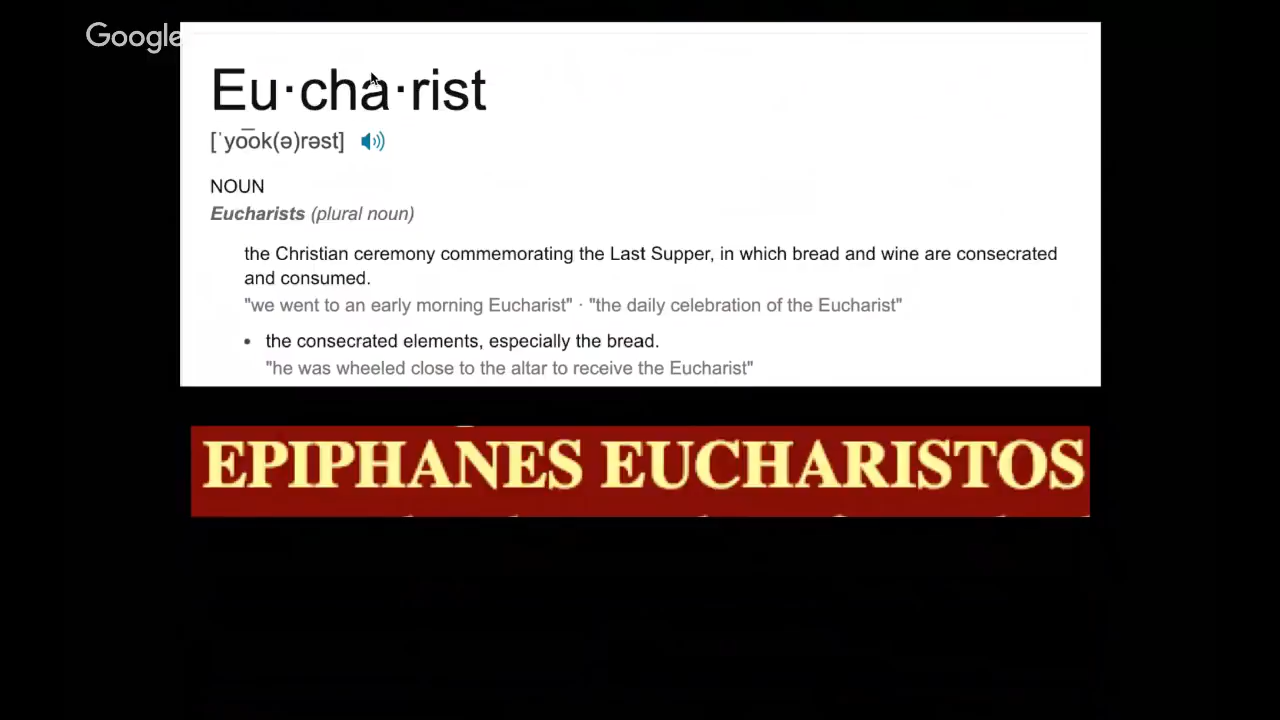 Google
Eu·cha·rist
[ˈyo͞ok(ə)rəst]
NOUN
Eucharists (plural noun)
the Christian ceremony commemorating the Last Supper, in which bread and wine are consecrated
and consumed.
"we went to an early morning Eucharist" · "the daily celebration of the Eucharist"
• the consecrated elements, especially the bread.
"he was wheeled close to the altar to receive the Eucharist"
EPIPHANES EUCHARISTOS